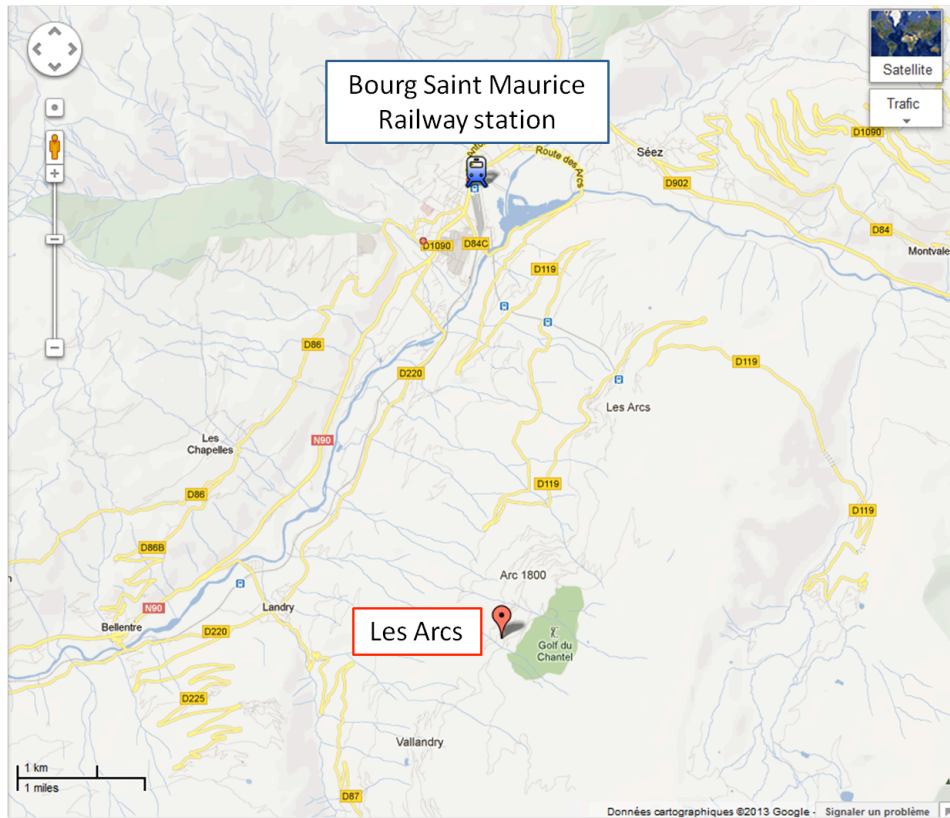 Bourg Saint Maurice
Railway station
Satellite
Trafic
D1090
Route des Arcs
Séez
D902
D84
Montvale
D1090
D84C
D119
D86
D220
D119
Les Arcs
Les
Chapelles
N90
D119
D86
D119
D86B
Arc 1800
N90
Landry
Bellentre
D220
Les Arcs
Golf du
Chantel
D225
Vallandry
1 km
1 miles
D87
Données cartographiques ©2013 Google -
Signaler un problème